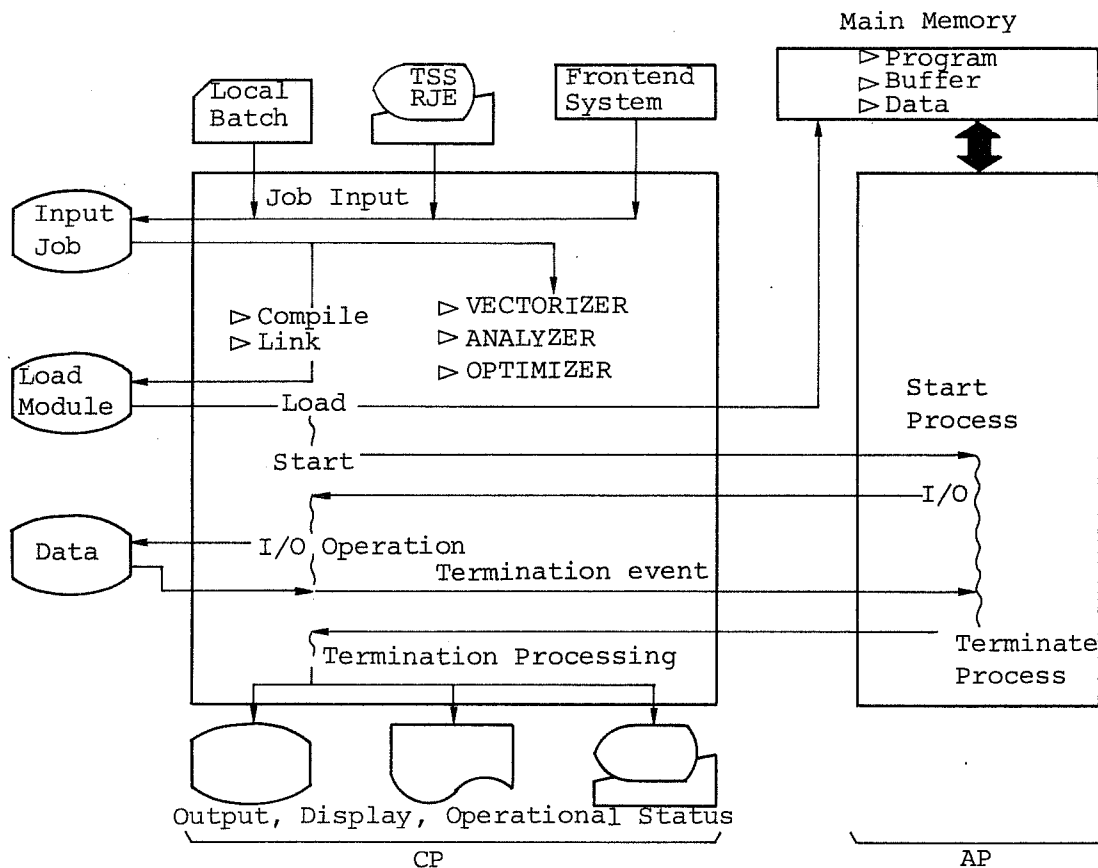 Main Memory
▷ Program
▷ Buffer
▷ Data
Local
Batch
TSS
RJE
Frontend
System
Job Input
Input
Job
▷ Compile
▷ Link
▷ VECTORIZER
▷ ANALYZER
▷ OPTIMIZER
Load
Module
Load
Start
Process
Start
I/O
Data
I/O Operation
Termination event
Termination Processing
Terminate
Process
Output, Display, Operational Status
CP
AP